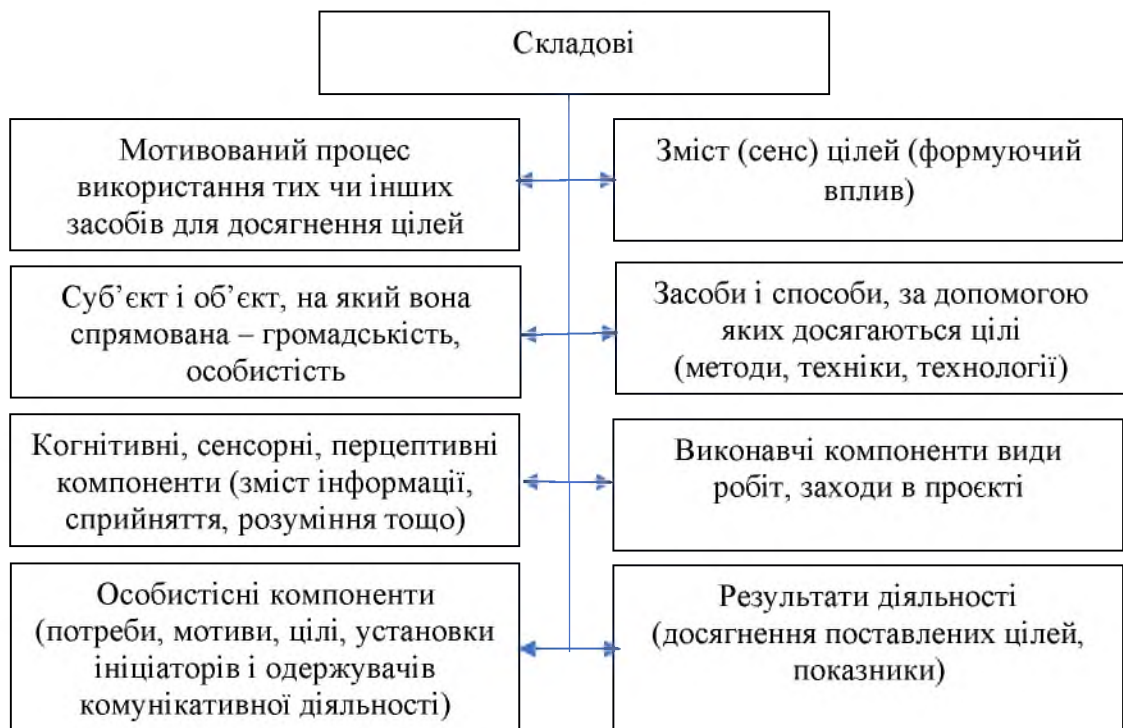 Складові
Мотивований процес
використання тих чи інших
засобів для досягнення цілей
Зміст (сенс) цілей (формуючий
вплив)
Суб’єкт і об’єкт, на який вона
спрямована – громадськість,
особистість
Засоби і способи, за допомогою
яких досягаються цілі
(методи, техніки, технології)
Когнітивні, сенсорні, перцептивні
компоненти (зміст інформації,
сприйняття, розуміння тощо)
Виконавчі компоненти види
робіт, заходи в проєкті
Особистісні компоненти
(потреби, мотиви, цілі, установки
ініціаторів і одержувачів
комунікативної діяльності)
Результати діяльності
(досягнення поставлених цілей,
показники)